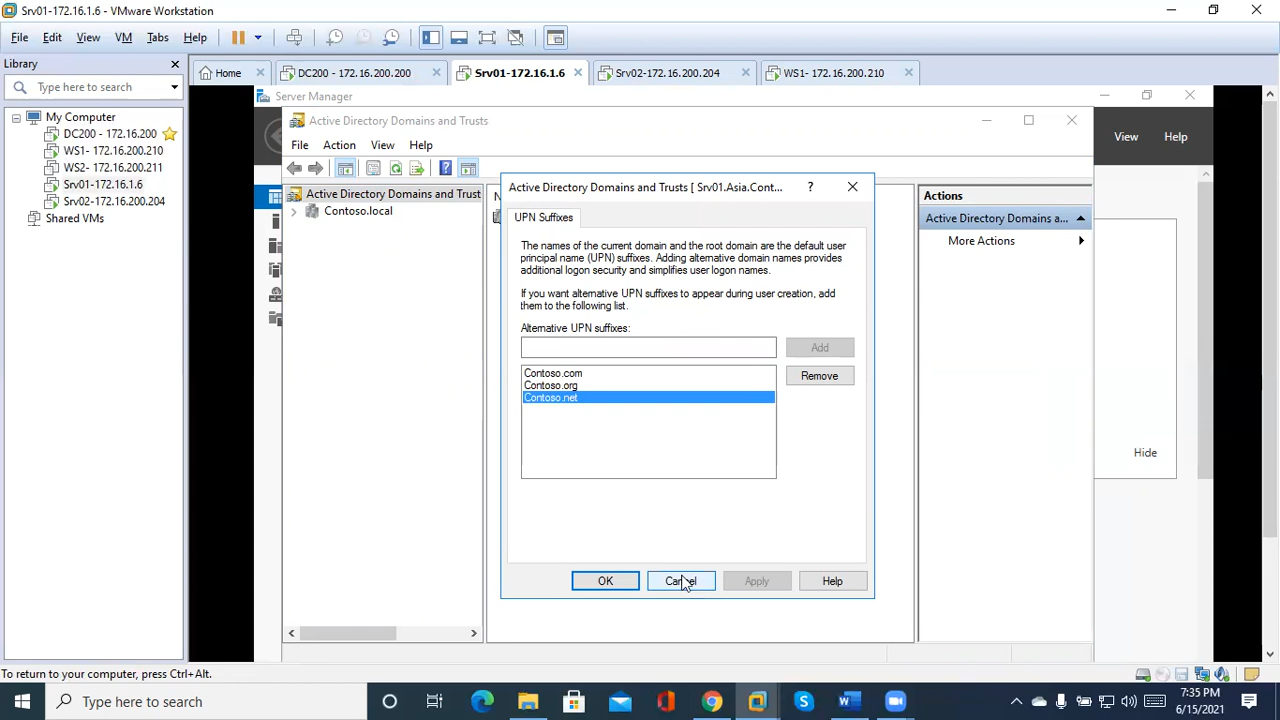 Srv01-172.16.1.6 - VMware Workstation
File Edit View VM Tabs Help
Library
Type here to search
My Computer
DC200 - 172.16.200
WS1- 172.16.200.210
WS2- 172.16.200.211
Srv01-172.16.1.6
Srv02-172.16.200.204
Shared VMs
Home
DC200 - 172.16.200.200
Srv01-172.16.1.6
Srv02-172.16.200.204
WS1- 172.16.200.210
Server Manager
View Help
Hide
Active Directory Domains and Trusts
File Action View Help
Active Directory Domains and Trust
Contoso.local
Actions
Active Directory Domains a...
More Actions
Active Directory Domains and Trusts [ Srv01.Asia.Cont...
?
UPN Suffixes
The names of the current domain and the root domain are the default user
principal name (UPN) suffixes. Adding alternative domain names provides
additional logon security and simplifies user logon names.
If you want alternative UPN suffixes to appear during user creation, add
them to the following list.
Alternative UPN suffixes:
Add
Contoso.com
Contoso.org
Contoso.net
Remove
OK Cancel Apply Help
To return to your computer, press Ctrl+Alt.
Type here to search
7:35 PM
6/15/2021